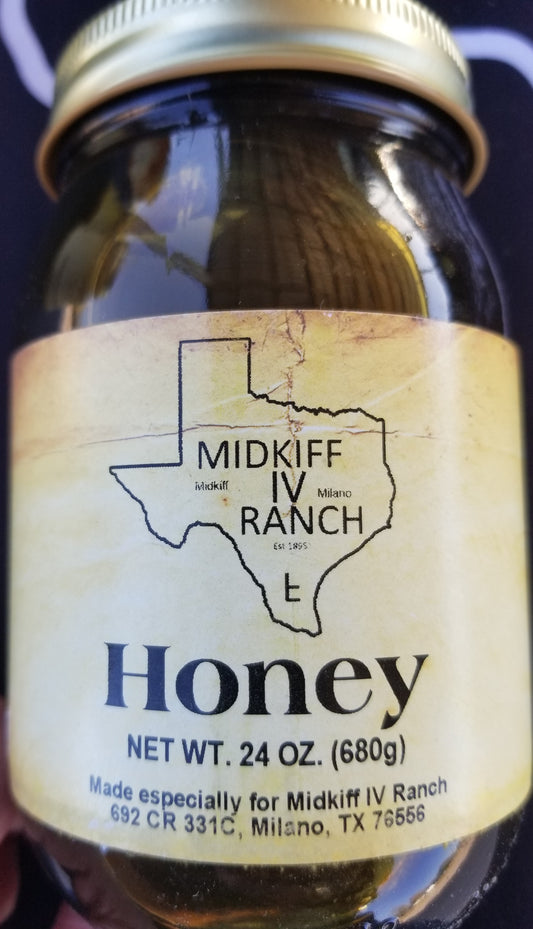 MIDKIFF
Midkiff IV Milano
RANCH
Est 1895
Honey
NET WT. 24 OZ. (680g)
Made especially for Midkiff IV Ranch
692 CR 331C, Milano, TX 76556